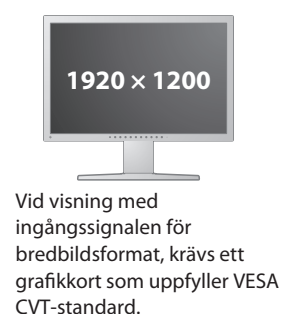 1920 × 1200
Vid visning med
ingångssignalen för
bredbildsformat, krävs ett
grafikkort som uppfyller VESA
CVT-standard.